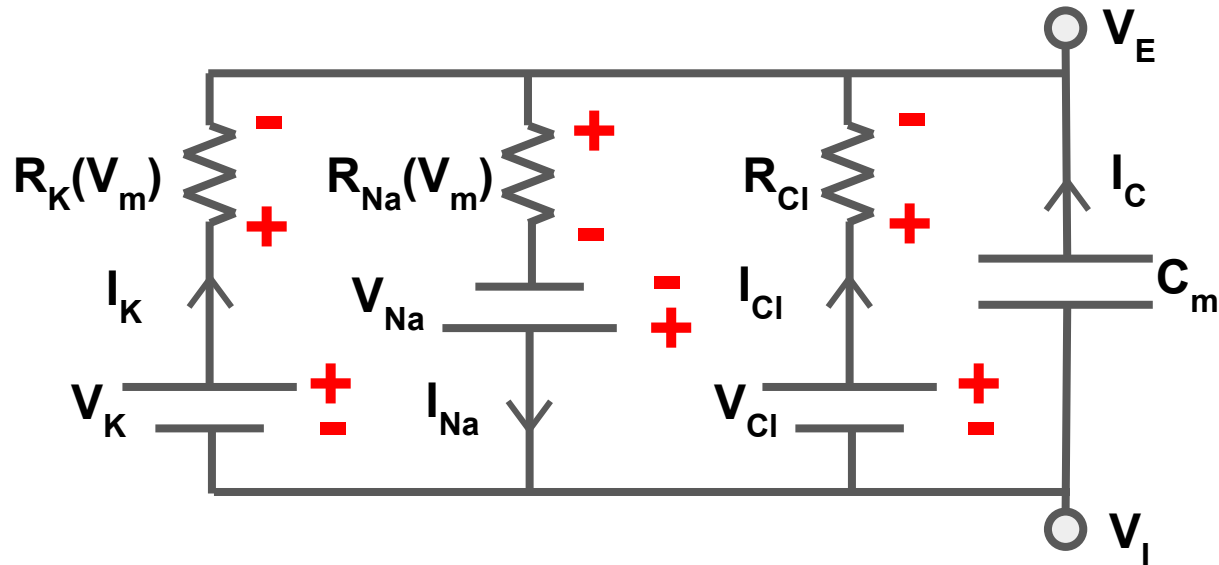 V_E
- + -
R_K(V_m) R_Na(V_m) R_Cl I_C
+ - +
I_K V_Na - I_Cl C_m
+
V_K + I_Na V_Cl +
- -
V_I